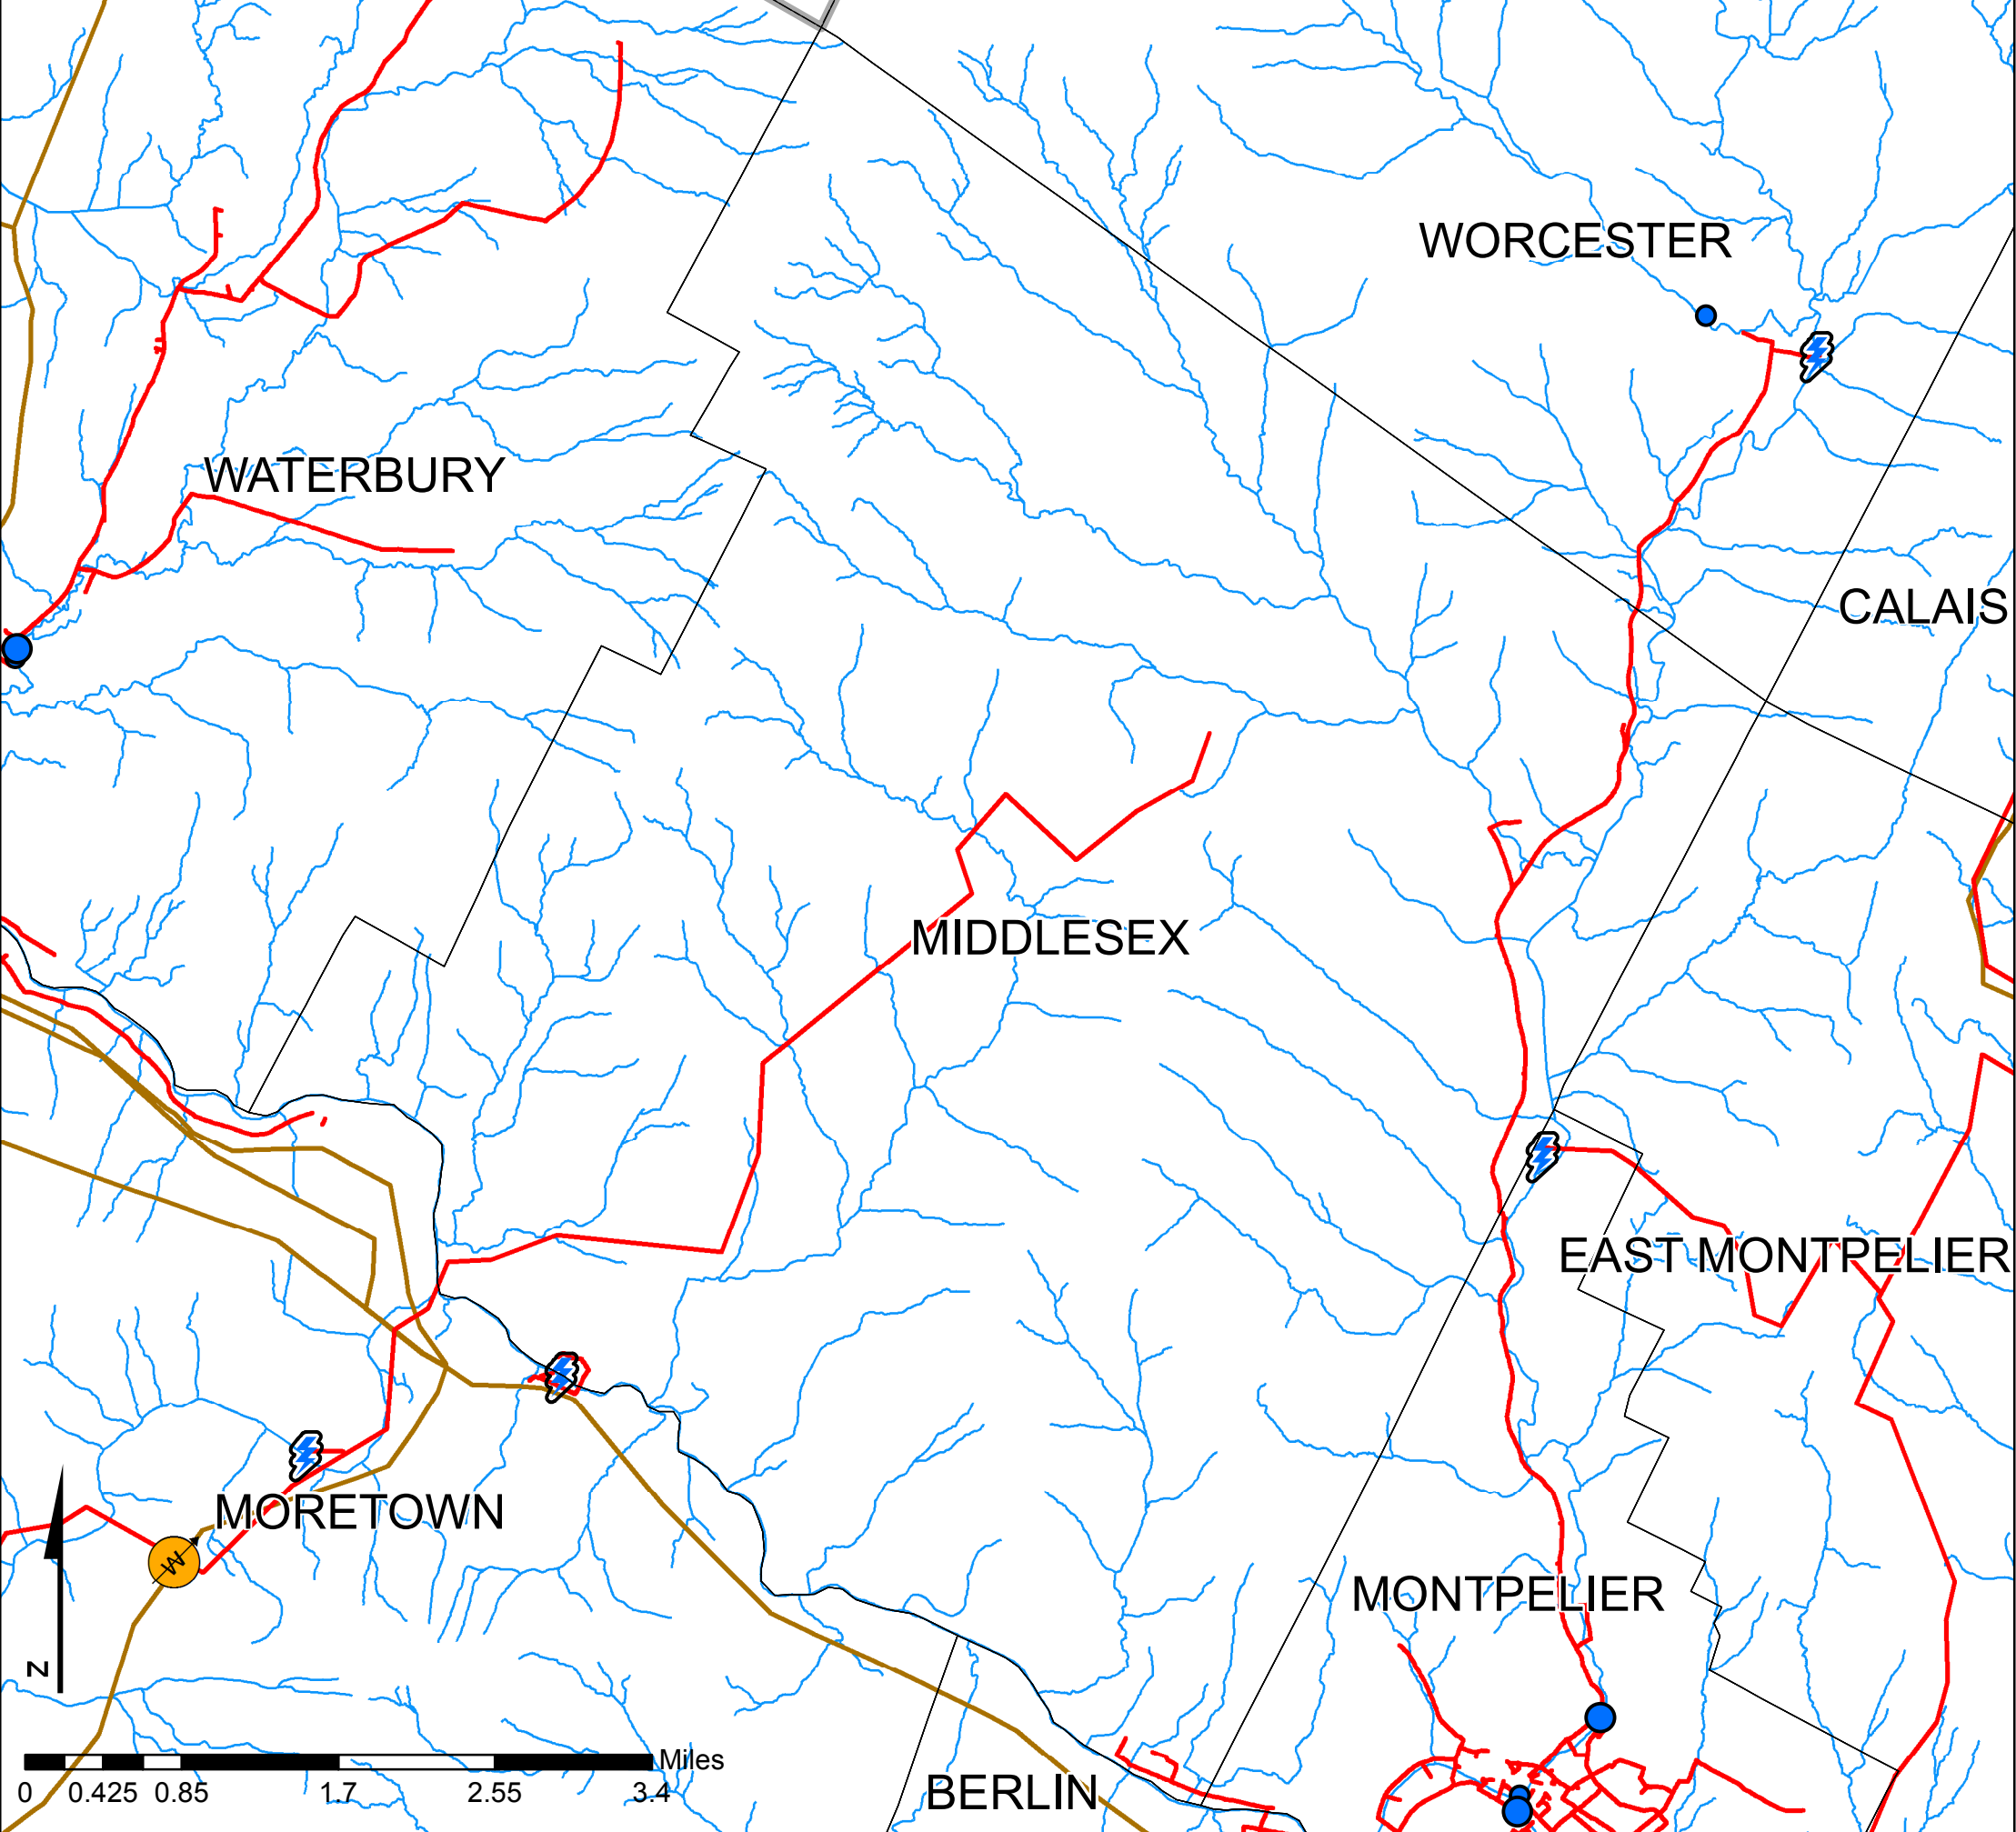 WORCESTER
WATERBURY
CALAIS
MIDDLESEX
EAST MONTPELIER
MORETOWN
W
MONTPELIER
N
Miles
0 0.425 0.85 1.7 2.55 3.4
BERLIN